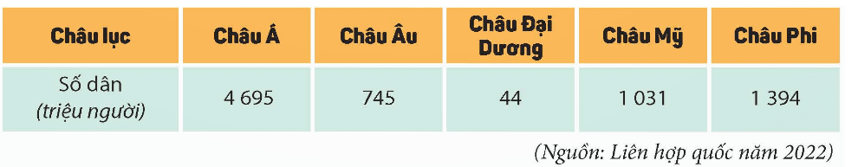 Châu lục Châu Á Châu Âu Châu Đại Dương Châu Mỹ Châu Phi
Số dân (triệu người) 4 695 745 44 1 031 1 394
(Nguồn: Liên hợp quốc năm 2022)